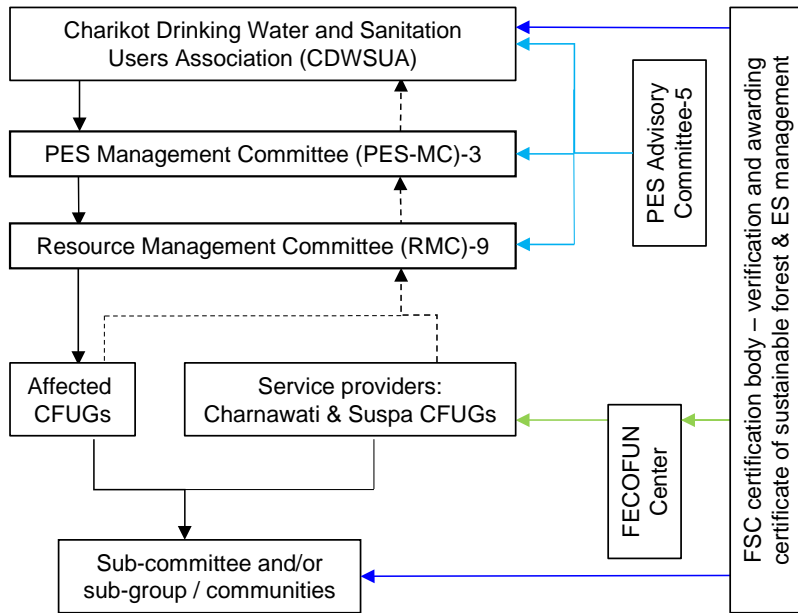 Charikot Drinking Water and Sanitation
Users Association (CDWSUA)
PES Management Committee (PES-MC)-3
Resource Management Committee (RMC)-9
Affected
CFUGs
Service providers:
Charnawati & Suspa CFUGs
Sub-committee and/or
sub-group / communities
PES Advisory
Committee-5
FECOFUN
Center
FSC certification body – verification and awarding
certificate of sustainable forest & ES management